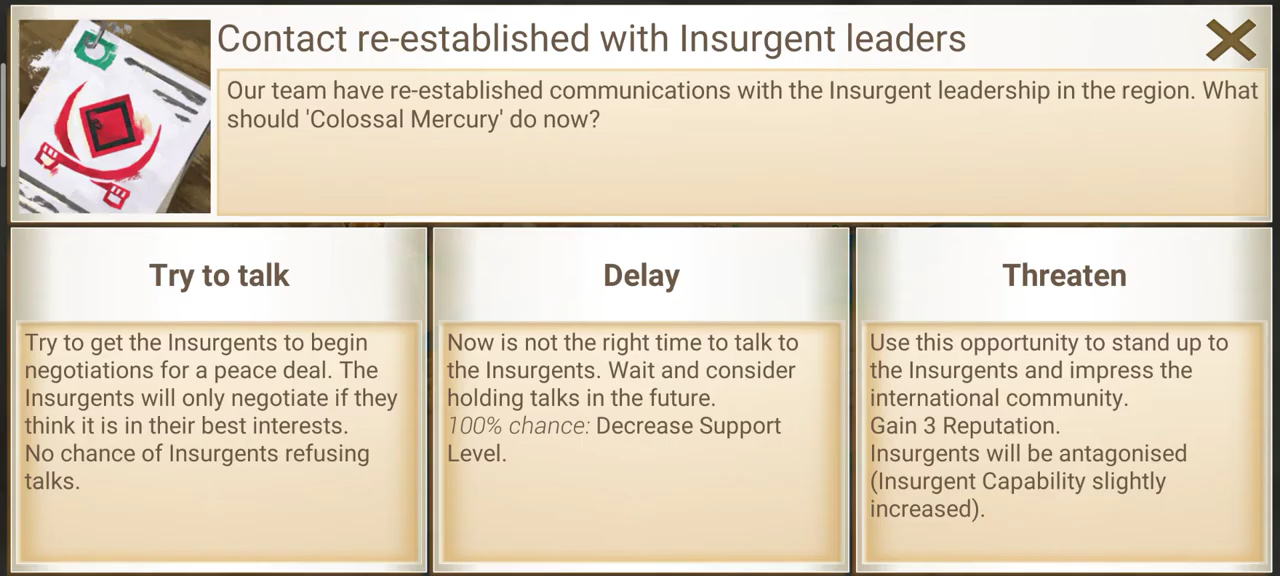 Contact re-established with Insurgent leaders
Our team have re-established communications with the Insurgent leadership in the region. What
should 'Colossal Mercury' do now?
Try to talk
Try to get the Insurgents to begin
negotiations for a peace deal. The
Insurgents will only negotiate if they
think it is in their best interests.
No chance of Insurgents refusing
talks.
Delay
Now is not the right time to talk to
the Insurgents. Wait and consider
holding talks in the future.
100% chance: Decrease Support
Level.
Threaten
Use this opportunity to stand up to
the Insurgents and impress the
international community.
Gain 3 Reputation.
Insurgents will be antagonised
(Insurgent Capability slightly
increased).